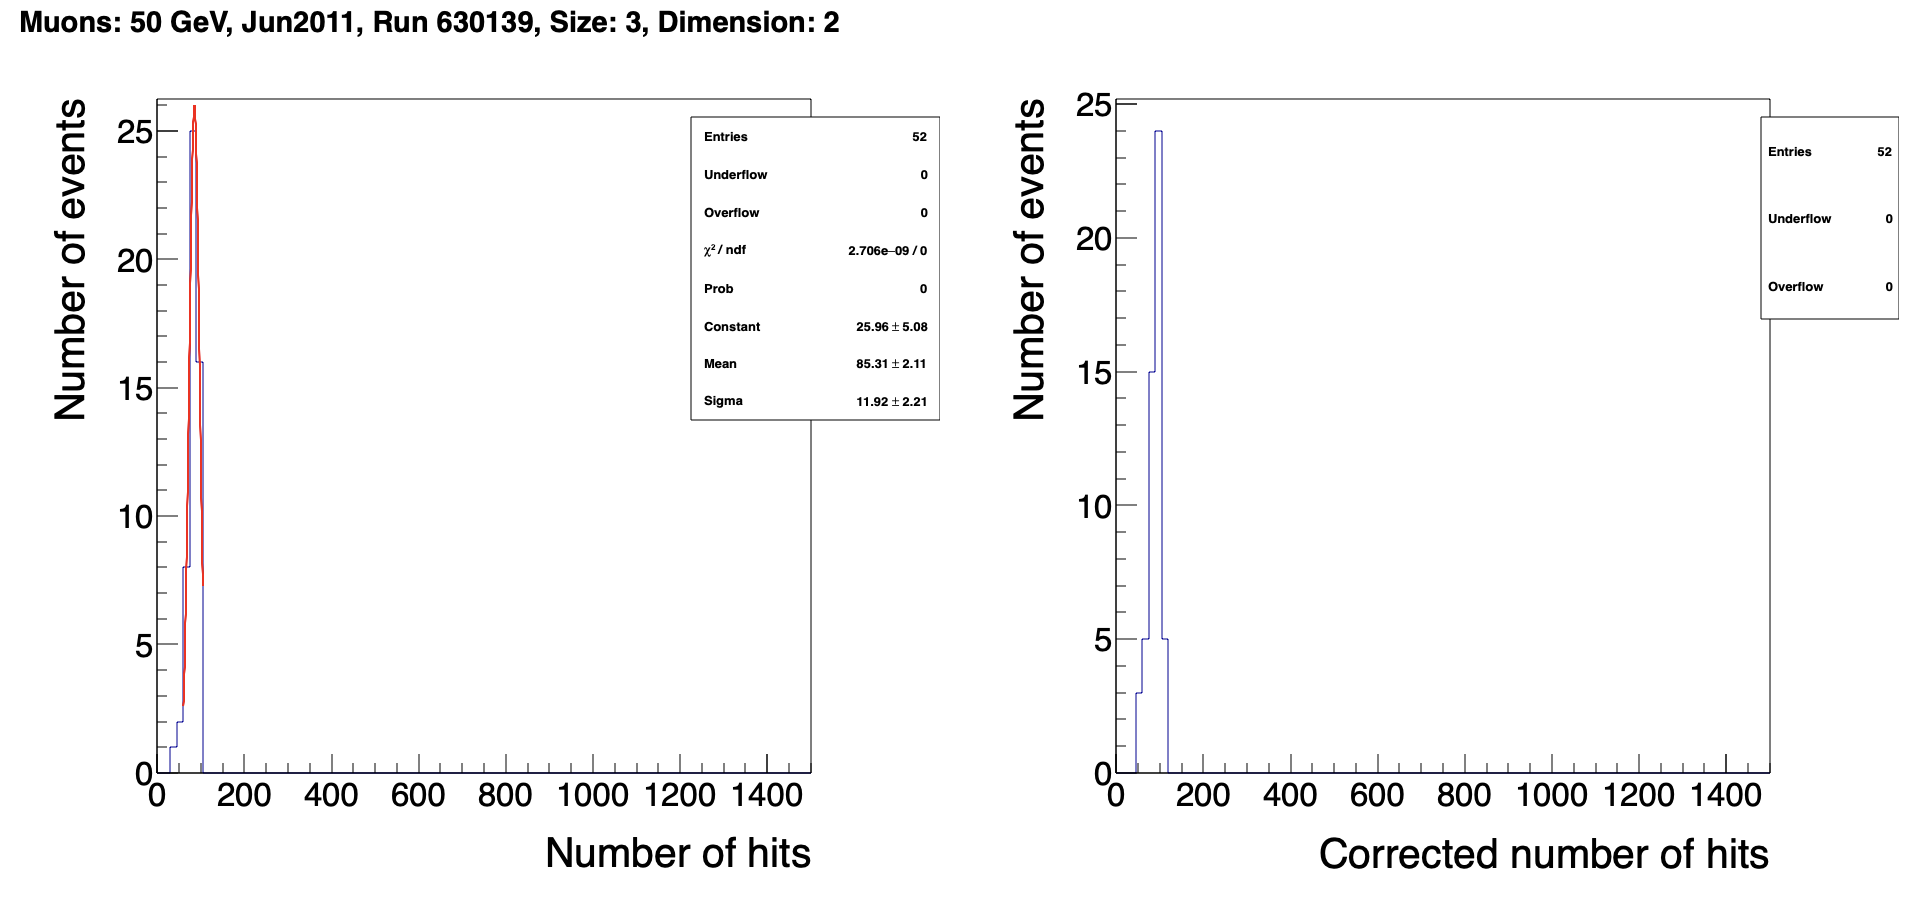 Muons: 50 GeV, Jun2011, Run 630139, Size: 3, Dimension: 2
Number of events
25
20
15
10
5
0
0 200 400 600 800 1000 1200 1400
Number of hits
Entries 52
Underflow 0
Overflow 0
χ² / ndf 2.706e–09 / 0
Prob 0
Constant 25.96 ± 5.08
Mean 85.31 ± 2.11
Sigma 11.92 ± 2.21
Number of events
25
20
15
10
5
0
0 200 400 600 800 1000 1200 1400
Corrected number of hits
Entries 52
Underflow 0
Overflow 0